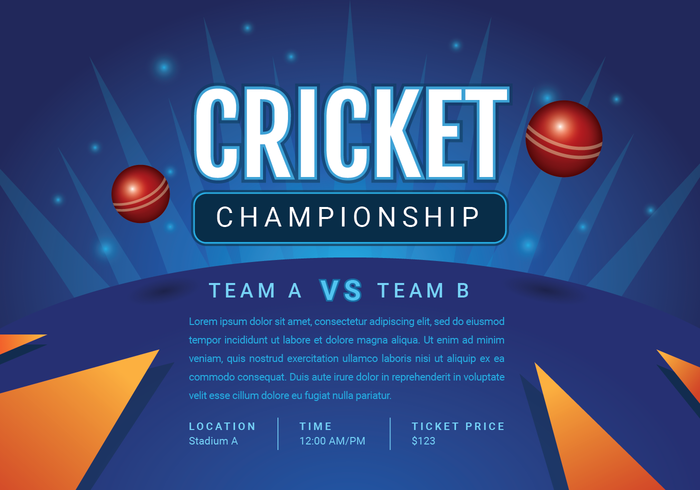 CRICKET
CHAMPIONSHIP
TEAM A VS TEAM B
Lorem ipsum dolor sit amet, consectetur adipiscing elit, sed do eiusmod
tempor incididunt ut labore et dolore magna aliqua. Ut enim ad minim
veniam, quis nostrud exercitation ullamco laboris nisi ut aliquip ex ea
commodo consequat. Duis aute irure dolor in reprehenderit in voluptate
velit esse cillum dolore eu fugiat nulla pariatur.
LOCATION TIME TICKET PRICE
Stadium A 12:00 AM/PM $123